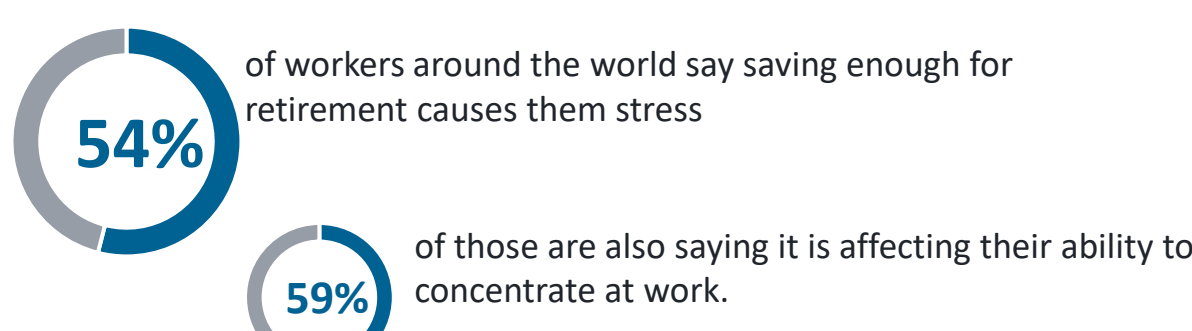 54%
of workers around the world say saving enough for
retirement causes them stress
59%
of those are also saying it is affecting their ability to
concentrate at work.